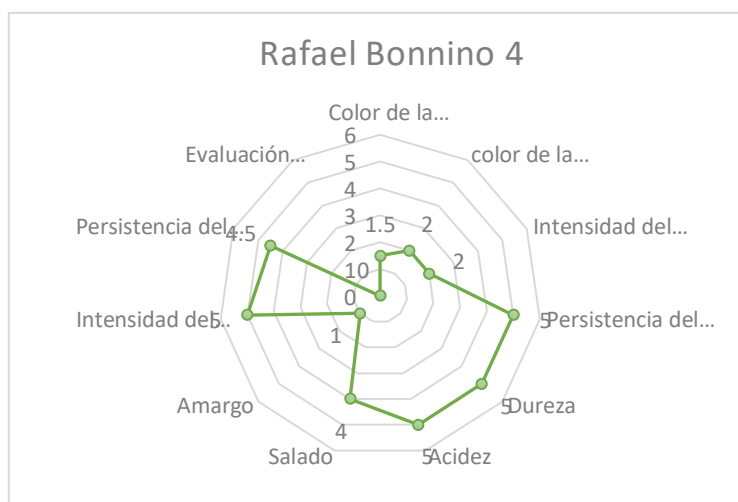 Rafael Bonnino 4
Color de la...
color de la...
Intensidad del...
Persistencia del...
Dureza
Acidez
Salado
Amargo
Intensidad del...
Persistencia del...
Evaluación...
6
5
4
3
2
1
0
1.5
2
2
5
5
5
4
1
5
4.5
0